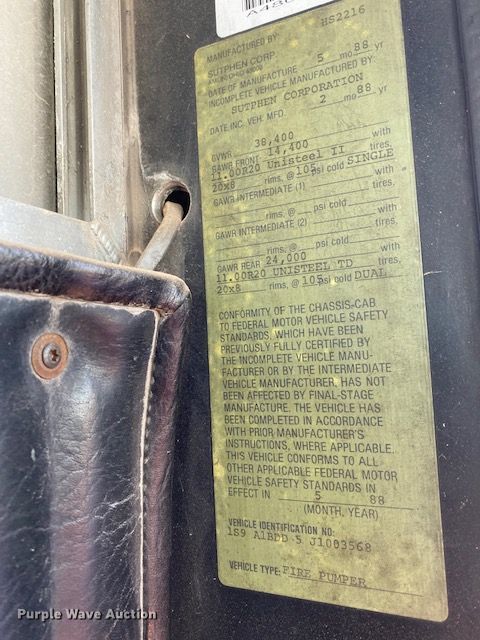 HS2216
MANUFACTURED BY:
SUTPHEN CORP.
DATE OF MANUFACTURE 5 mo 88 yr
INCOMPLETE VEHICLE MANUFACTURED BY:
SUTPHEN CORPORATION
DATE INC. VEH. MFD. 2 mo 88 yr
GVWR 38,400
GAWR FRONT 14,400 with
11.00R20 Unisteel II tires,
20x8 rims, @ 105 psi cold SINGLE
GAWR INTERMEDIATE (1) with
tires,
rims, @ psi cold
GAWR INTERMEDIATE (2) with
tires,
rims, @ psi cold
GAWR REAR 24,000 with
11.00R20 UNISTEEL TD tires,
20x8 rims, @ 105 psi cold DUAL
CONFORMITY OF THE CHASSIS-CAB
TO FEDERAL MOTOR VEHICLE SAFETY
STANDARDS, WHICH HAVE BEEN
PREVIOUSLY FULLY CERTIFIED BY
THE INCOMPLETE VEHICLE MANU-
FACTURER OR BY THE INTERMEDIATE
VEHICLE MANUFACTURER, HAS NOT
BEEN AFFECTED BY FINAL-STAGE
MANUFACTURE. THE VEHICLE HAS
BEEN COMPLETED IN ACCORDANCE
WITH PRIOR MANUFACTURER'S
INSTRUCTIONS, WHERE APPLICABLE.
THIS VEHICLE CONFORMS TO ALL
OTHER APPLICABLE FEDERAL MOTOR
VEHICLE SAFETY STANDARDS IN
EFFECT IN 5 88
(MONTH, YEAR)
VEHICLE IDENTIFICATION NO:
1S9 A1BDD 5 J1003568
VEHICLE TYPE: FIRE PUMPER
Purple Wave Auction